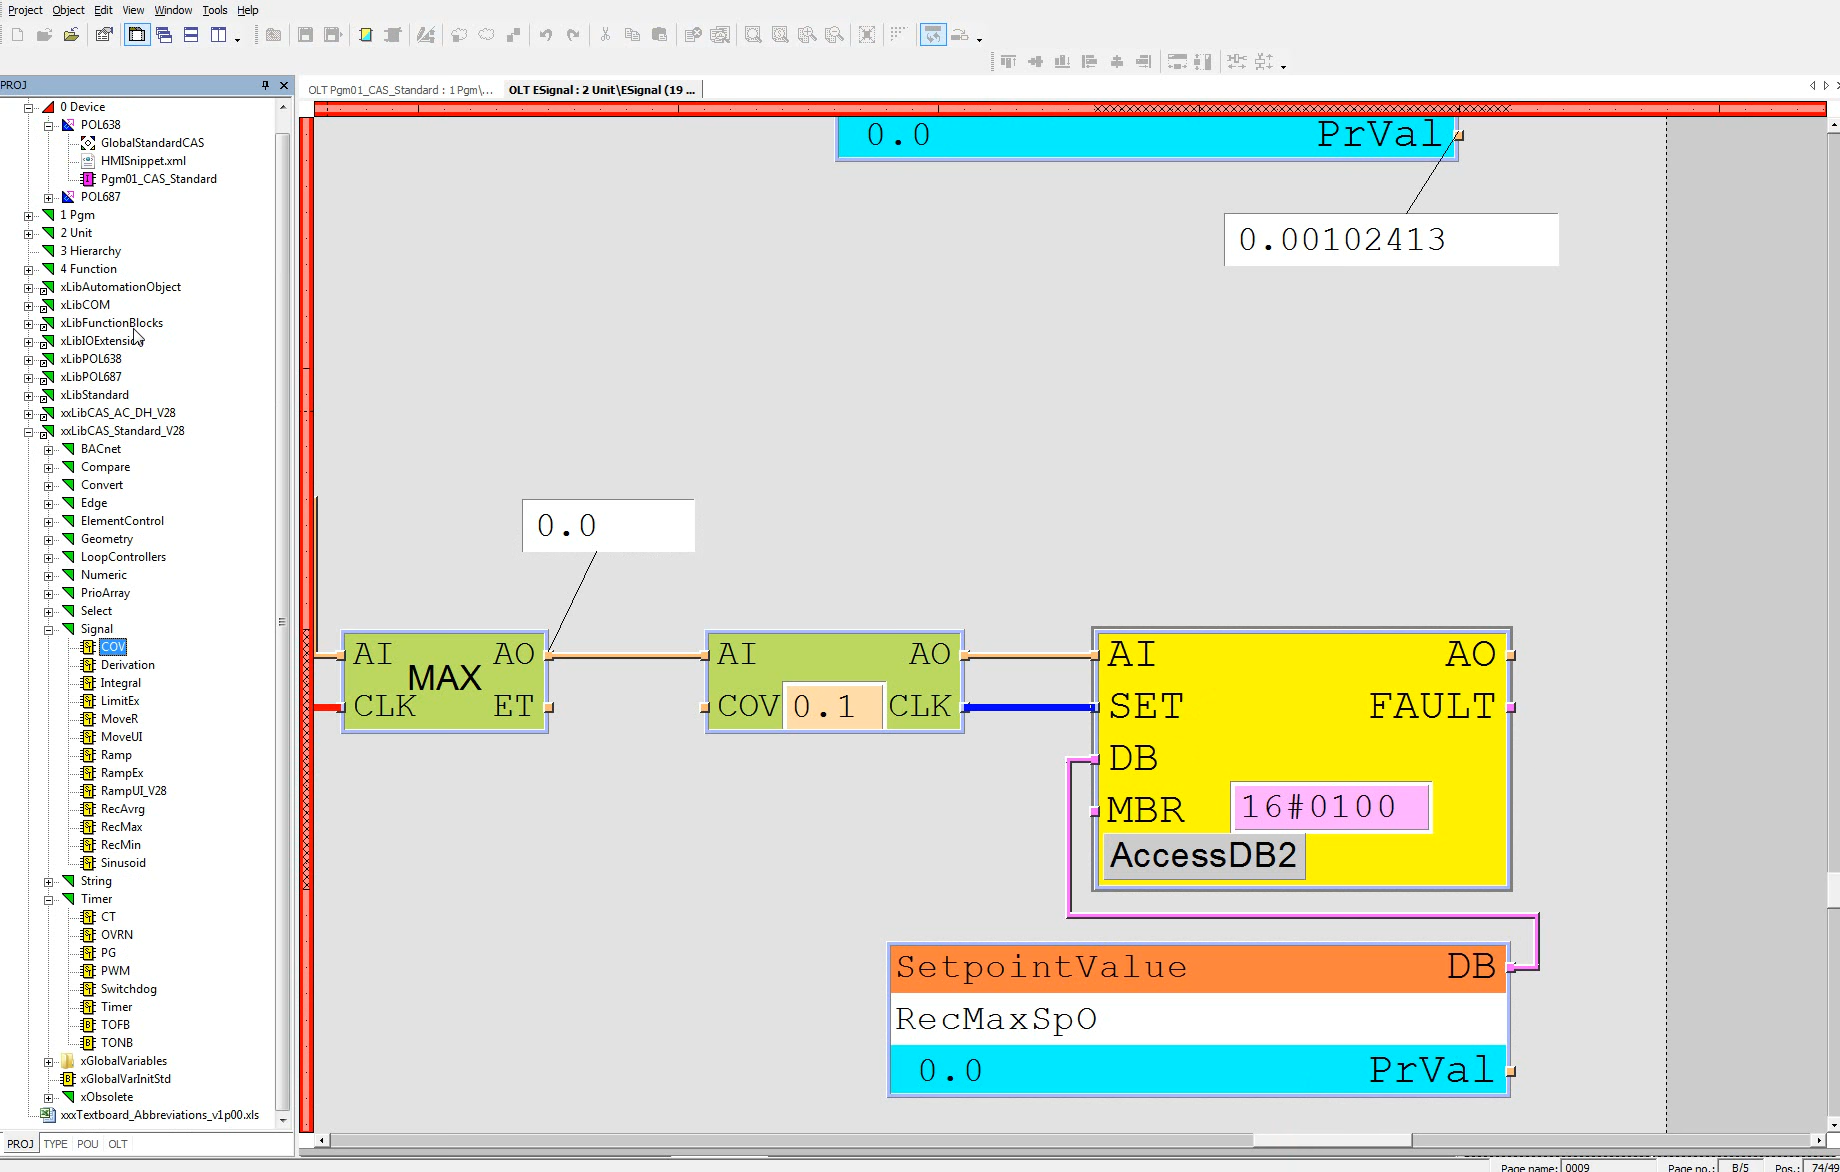 Project Object Edit View Window Tools Help
PROJ
OLT Pgm01_CAS_Standard : 1 Pgm\...
OLT ESignal : 2 Unit\ESignal (19 ...
0 Device
POL638
GlobalStandardCAS
HMISnippet.xml
Pgm01_CAS_Standard
POL687
1 Pgm
2 Unit
3 Hierarchy
4 Function
xLibAutomationObject
xLibCOM
xLibFunctionBlocks
xLibIOExtension
xLibPOL638
xLibPOL687
xLibStandard
xxLibCAS_AC_DH_V28
xxLibCAS_Standard_V28
BACnet
Compare
Convert
Edge
ElementControl
Geometry
LoopControllers
Numeric
PrioArray
Select
Signal
COV
Derivation
Integral
LimitEx
MoveR
MoveUI
Ramp
RampEx
RampUI_V28
RecAvrg
RecMax
RecMin
Sinusoid
String
Timer
CT
OVRN
PG
PWM
Switchdog
Timer
TOFB
TONB
xGlobalVariables
xGlobalVarInitStd
xObsolete
xxxTextboard_Abbreviations_v1p00.xls
PROJ TYPE POU OLT
0.0 PrVal
0.00102413
0.0
AI AO
MAX
CLK ET
AI AO
COV 0.1 CLK
AI AO
SET FAULT
DB
MBR 16#0100
AccessDB2
SetpointValue DB
RecMaxSp0
0.0 PrVal
Page name: 0009 Page no.: B/5 Pos.: 74/49